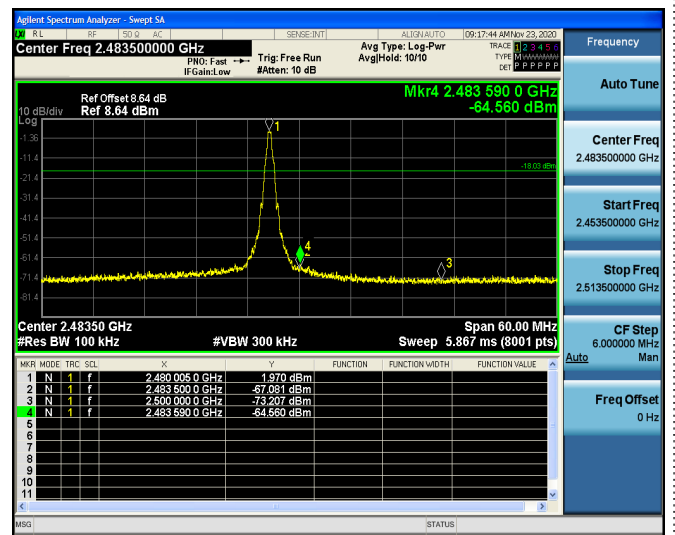 Agilent Spectrum Analyzer - Swept SA
LXI RL RF 50 Ω AC SENSE:INT ALIGN AUTO 09:17:44 AM Nov 23, 2020
Center Freq 2.483500000 GHz
PNO: Fast
IFGain:Low
Trig: Free Run
#Atten: 10 dB
Avg Type: Log-Pwr
Avg|Hold: 10/10
TRACE 1 2 3 4 5 6
TYPE M
DET P P P P P P
Mkr4 2.483 590 0 GHz
-64.560 dBm
10 dB/div
Log
Ref Offset 8.64 dB
Ref 8.64 dBm
1
-1.36
-11.4
-18.03 dBm
-21.4
-31.4
-41.4
-51.4
4
-61.4
3
-71.4
-81.4
Center 2.48350 GHz
Span 60.00 MHz
#Res BW 100 kHz
#VBW 300 kHz
Sweep 5.867 ms (8001 pts)
MKR MODE TRC SCL X Y FUNCTION FUNCTION WIDTH FUNCTION VALUE
1 N 1 f 2.480 005 0 GHz 1.970 dBm
2 N 1 f 2.483 500 0 GHz -67.081 dBm
3 N 1 f 2.500 000 0 GHz -73.207 dBm
4 N 1 f 2.483 590 0 GHz -64.560 dBm
5
6
7
8
9
10
11
MSG
STATUS
Frequency
Auto Tune
Center Freq
2.483500000 GHz
Start Freq
2.453500000 GHz
Stop Freq
2.513500000 GHz
CF Step
6.000000 MHz
Auto Man
Freq Offset
0 Hz